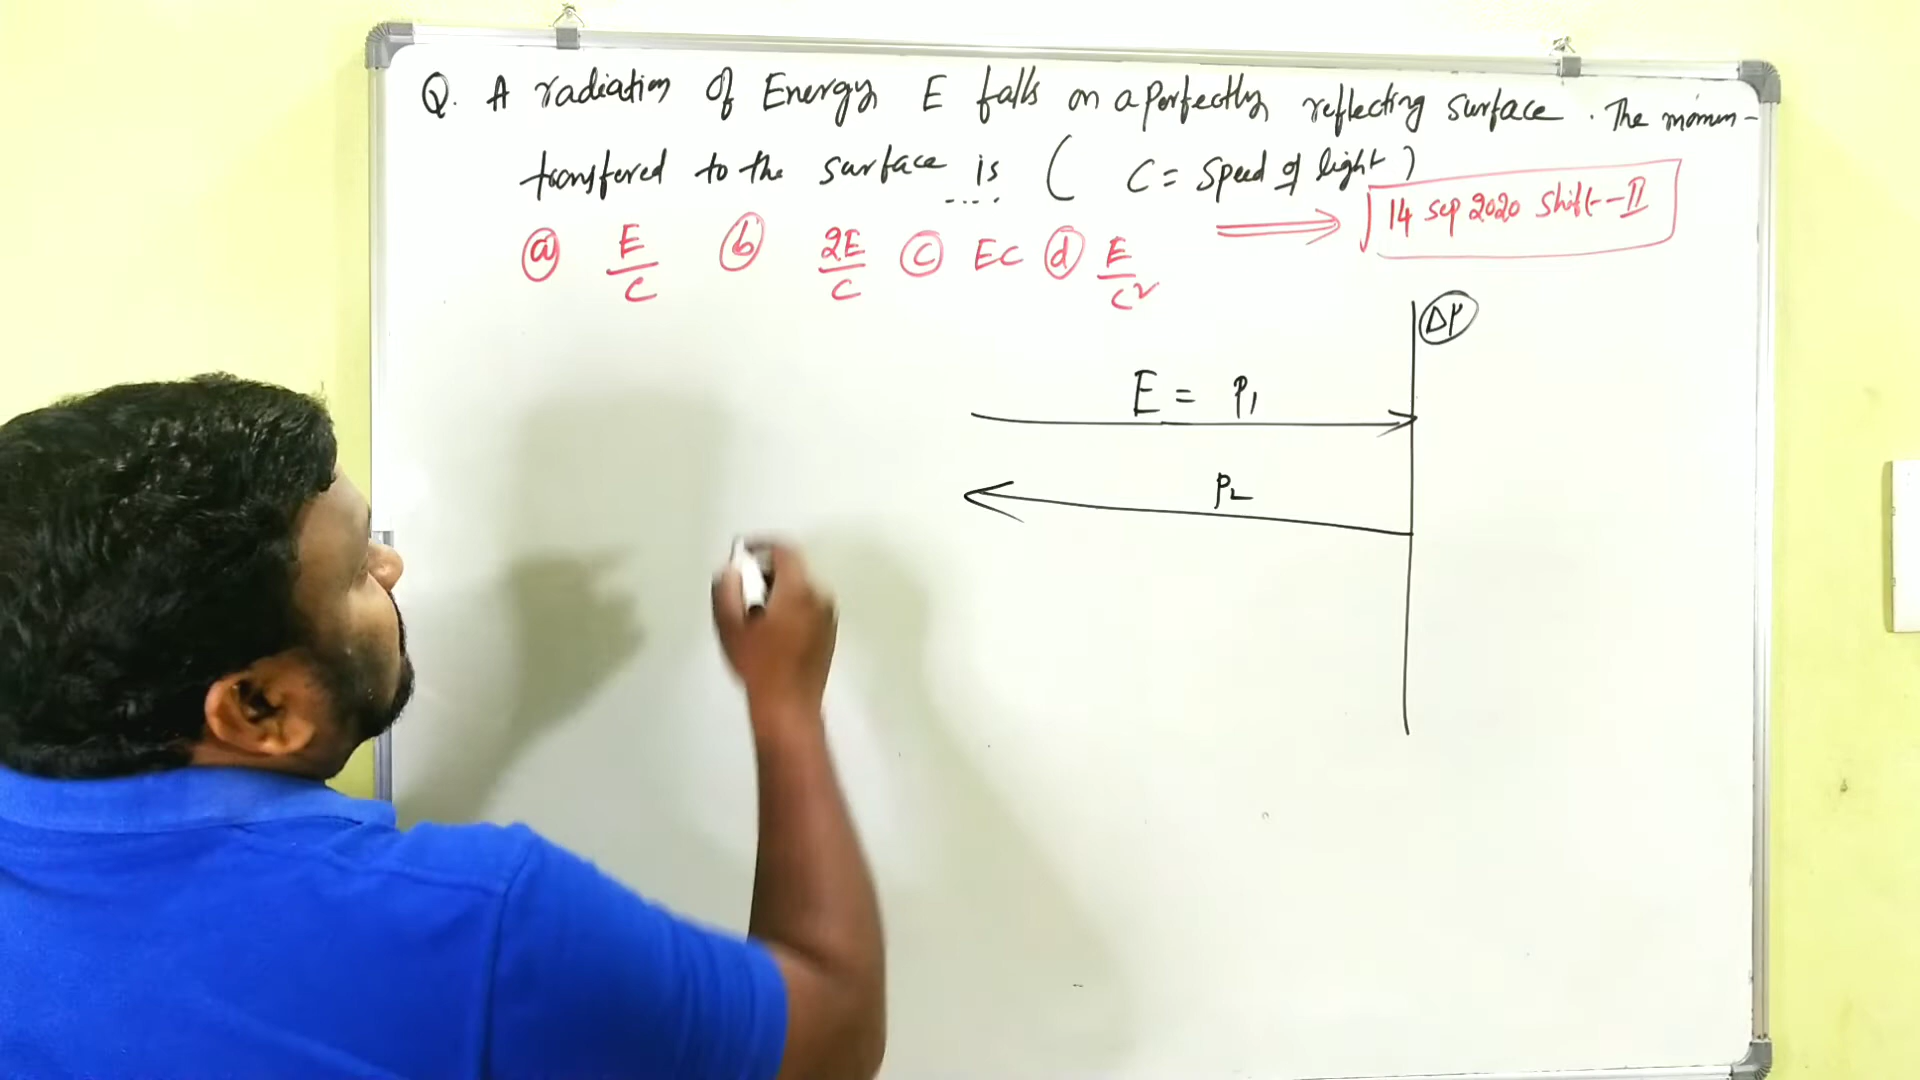 Q. A radiation of Energy E falls on a perfectly reflecting surface. The momen-
transfered to the surface is .... ( C = Speed of light )
14 Sep 2020 Shift-II
(a) E/C (b) 2E/C (c) EC (d) E/C²
ΔP
E = P1
P2